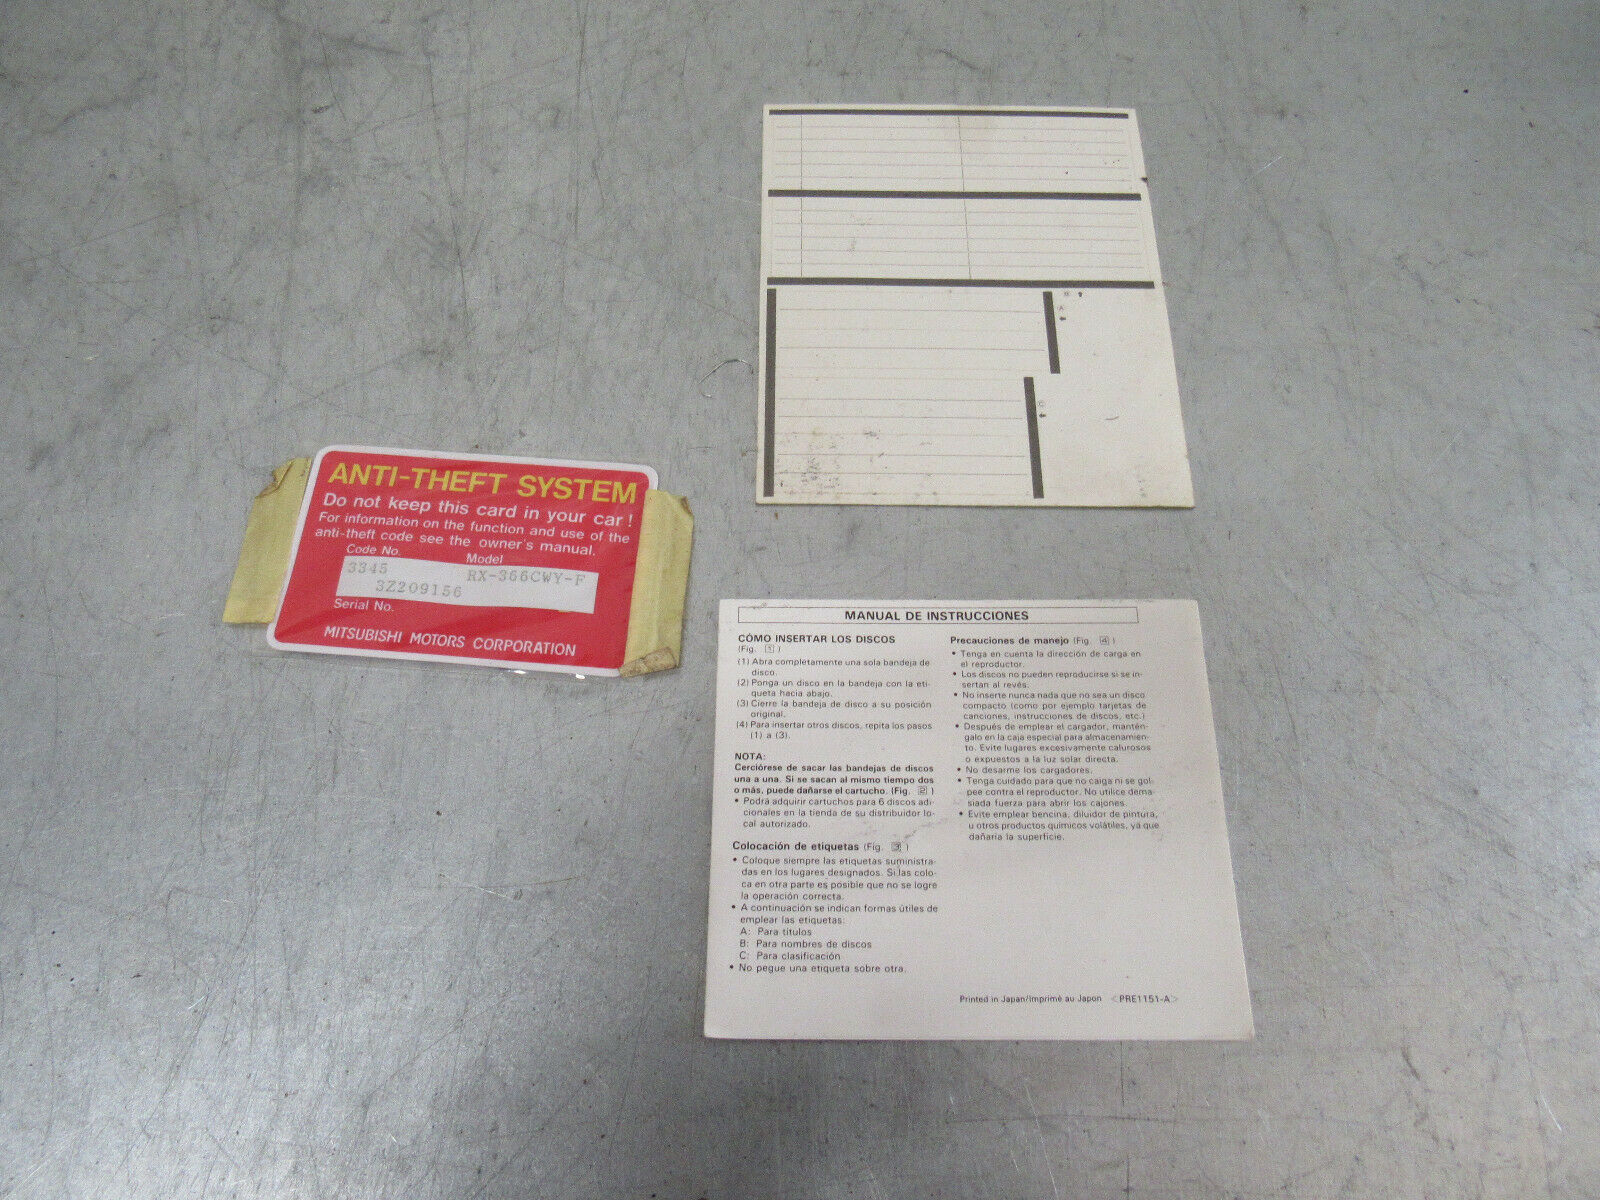 ANTI-THEFT SYSTEM
Do not keep this card in your car !
For information on the function and use of the
anti-theft code see the owner's manual.
Code No. Model
3345 RX-366CWY-F
3Z209156
Serial No.
MITSUBISHI MOTORS CORPORATION
B
A
C
MANUAL DE INSTRUCCIONES
CÓMO INSERTAR LOS DISCOS
(Fig. 1 )
(1) Abra completamente una sola bandeja de
disco.
(2) Ponga un disco en la bandeja con la eti-
queta hacia abajo.
(3) Cierre la bandeja de disco a su posición
original.
(4) Para insertar otros discos, repita los pasos
(1) a (3).
NOTA:
Cerciórese de sacar las bandejas de discos
una a una. Si se sacan al mismo tiempo dos
o más, puede dañarse el cartucho. (Fig. 2 )
• Podrá adquirir cartuchos para 6 discos adi-
cionales en la tienda de su distribuidor lo-
cal autorizado.
Colocación de etiquetas (Fig. 3 )
• Coloque siempre las etiquetas suministra-
das en los lugares designados. Si las colo-
ca en otra parte es posible que no se logre
la operación correcta.
• A continuación se indican formas útiles de
emplear las etiquetas:
A: Para títulos
B: Para nombres de discos
C: Para clasificación
• No pegue una etiqueta sobre otra.
Precauciones de manejo (Fig. 4 )
• Tenga en cuenta la dirección de carga en
el reproductor.
• Los discos no pueden reproducirse si se in-
sertan al revés.
• No inserte nunca nada que no sea un disco
compacto (como por ejemplo tarjetas de
canciones, instrucciones de discos, etc.)
• Después de emplear el cargador, mantén-
galo en la caja especial para almacenamien-
to. Evite lugares excesivamente calurosos
o expuestos a la luz solar directa.
• No desarme los cargadores.
• Tenga cuidado para que no caiga ni se gol-
pee contra el reproductor. No utilice dema-
siada fuerza para abrir los cajones.
• Evite emplear bencina, diluidor de pintura,
u otros productos químicos volátiles, ya que
dañaría la superficie.
Printed in Japan/Imprimé au Japon <PRE1151-A>